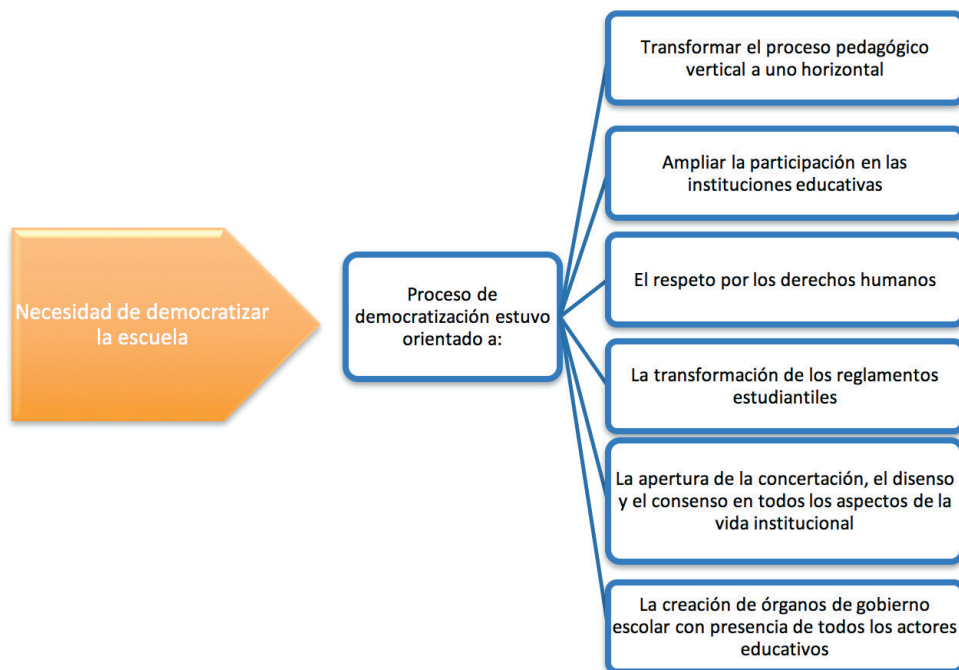 Necesidad de democratizar
la escuela
Proceso de
democratización estuvo
orientado a:
Transformar el proceso pedagógico
vertical a uno horizontal
Ampliar la participación en las
instituciones educativas
El respeto por los derechos humanos
La transformación de los reglamentos
estudiantiles
La apertura de la concertación, el disenso
y el consenso en todos los aspectos de la
vida institucional
La creación de órganos de gobierno
escolar con presencia de todos los actores
educativos